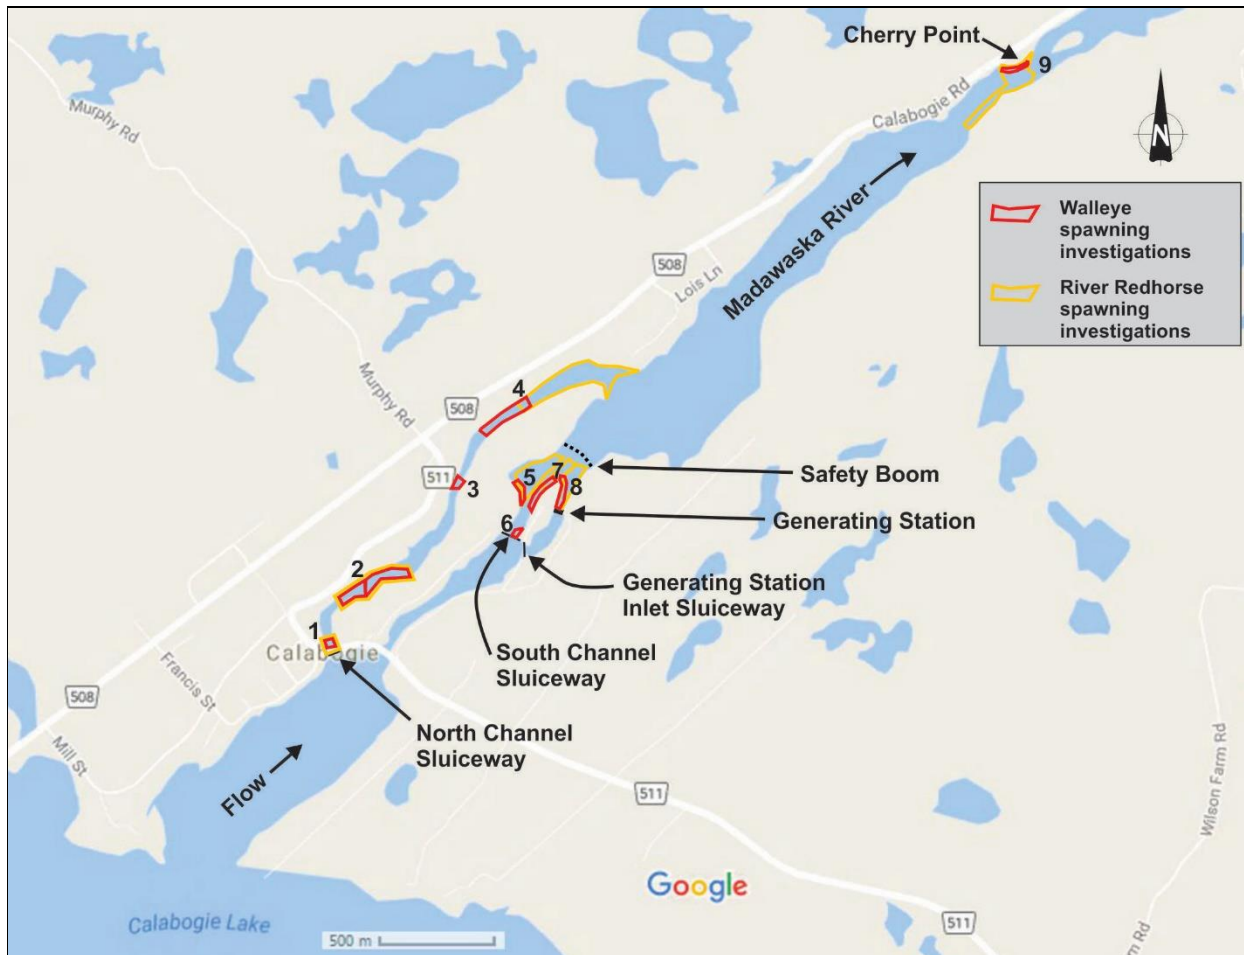 Cherry Point
9
Calabogie Rd
Murphy Rd
N
Walleye
spawning
investigations
River Redhorse
spawning
investigations
Madawaska River
508
Lois Ln
Murphy Rd
4
508
511
3
5
7
8
Safety Boom
Generating Station
6
2
Generating Station
Inlet Sluiceway
1
Calabogie
South Channel
Sluiceway
Francis St
508
North Channel
Sluiceway
Mill St
Flow
511
Wilson Farm Rd
Google
Calabogie Lake
500 m
511
m Rd